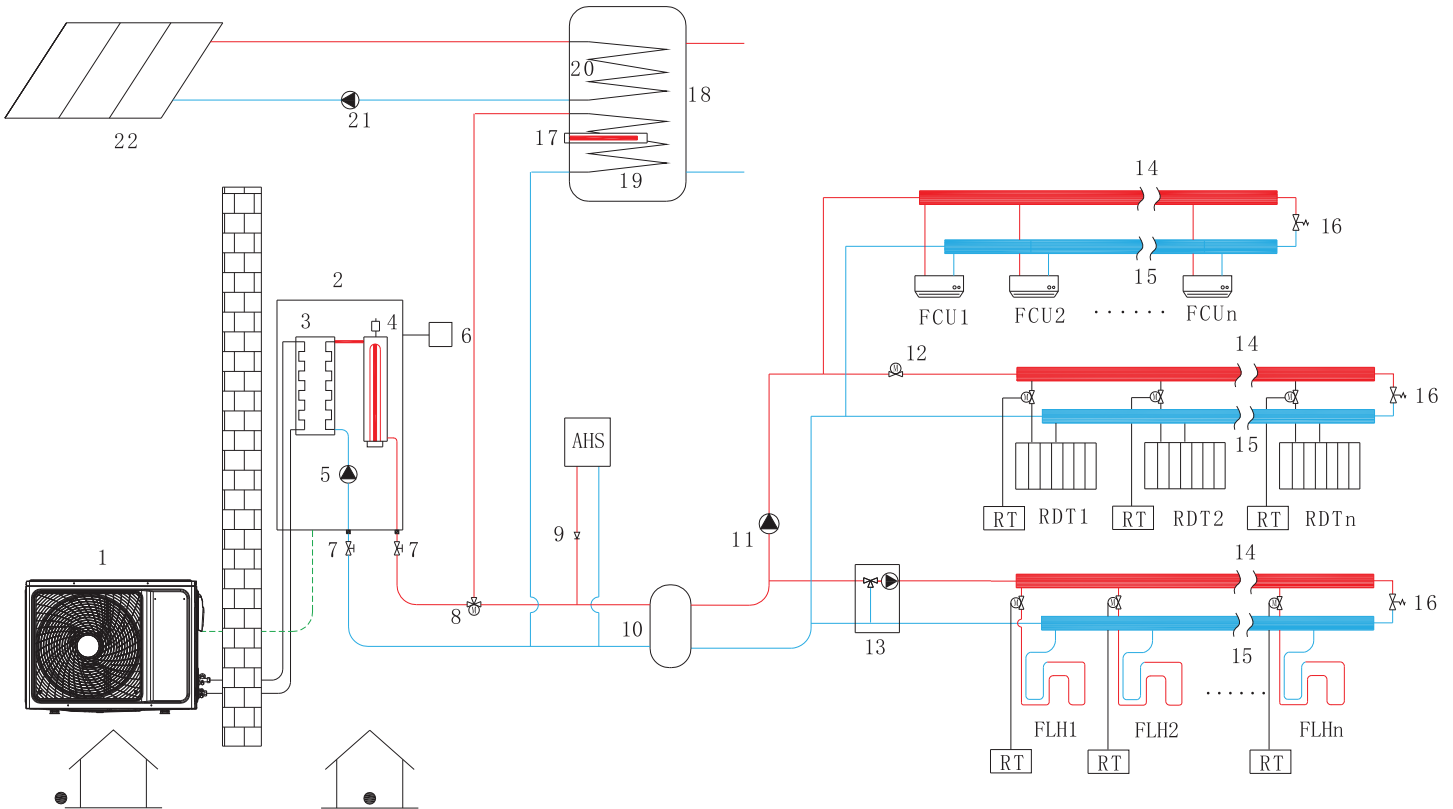 22
21
20
18
17
19
14
16
15
FCU1 FCU2 ······ FCUn
2
3 4
6
5
7 7
1
8
AHS
9
10
11
12
14
16
15
RT RDT1 RT RDT2 RT RDTn
13
14
16
15
FLH1 FLH2 ······ FLHn
RT RT RT
M
M
M
M
M
M
M
M